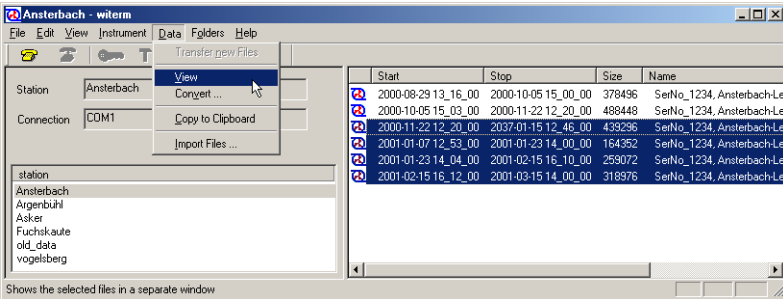 Ansterbach - witerm
File Edit View Instrument Data Folders Help
Transfer new Files
View
Convert ...
Copy to Clipboard
Import Files ...
Station Ansterbach
Connection COM1
station
Ansterbach
Argenbühl
Asker
Fuchskaute
old_data
vogelsberg
Start Stop Size Name
2000-08-29 13_16_00 2000-10-05 15_00_00 378496 SerNo_1234, Ansterbach-Le
2000-10-05 15_03_00 2000-11-22 12_20_00 488448 SerNo_1234, Ansterbach-Le
2000-11-22 12_20_00 2037-01-15 12_46_00 439296 SerNo_1234, Ansterbach-Le
2001-01-07 12_53_00 2001-01-23 14_00_00 164352 SerNo_1234, Ansterbach-Le
2001-01-23 14_04_00 2001-02-15 16_10_00 259072 SerNo_1234, Ansterbach-Le
2001-02-15 16_12_00 2001-03-15 14_00_00 318976 SerNo_1234, Ansterbach-Le
Shows the selected files in a separate window